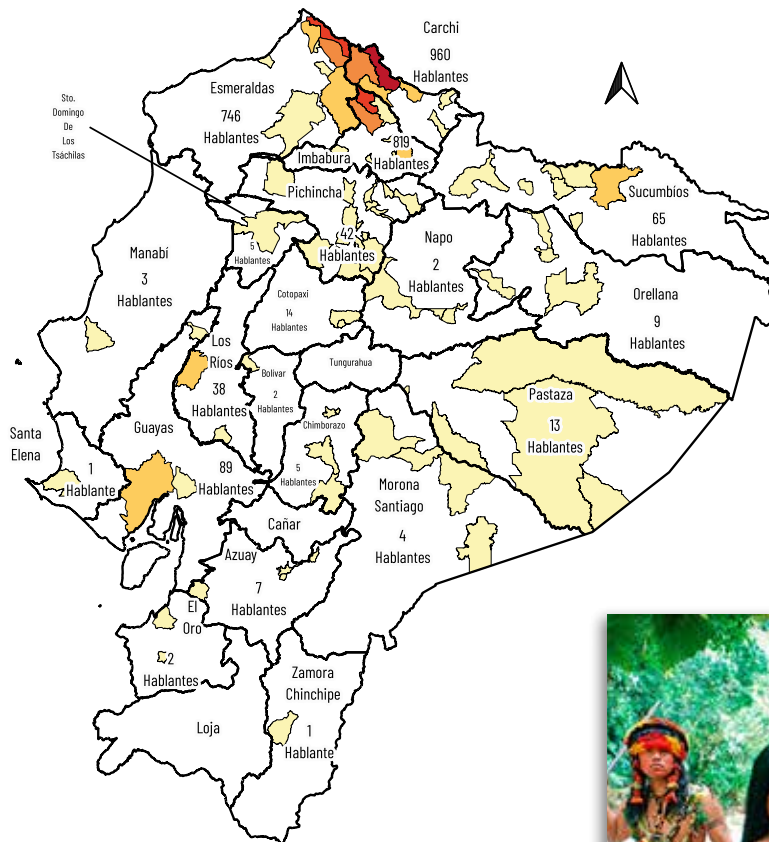 Carchi
960
Hablantes
Esmeraldas
746
Hablantes
Sto.
Domingo
De
Los
Tsáchilas
819
Hablantes
Imbabura
Pichincha
42
Hablantes
Sucumbíos
65
Hablantes
5
Hablantes
Napo
2
Hablantes
Manabí
3
Hablantes
Cotopaxi
14
Hablantes
Orellana
9
Hablantes
Los
Ríos
38
Hablantes
Bolívar
2
Hablantes
Tungurahua
Pastaza
13
Hablantes
Guayas
89
Hablantes
Chimborazo
5
Hablantes
Santa
Elena
1
Hablante
Morona
Santiago
4
Hablantes
Cañar
Azuay
7
Hablantes
El
Oro
2
Hablantes
Zamora
Chinchipe
1
Hablante
Loja